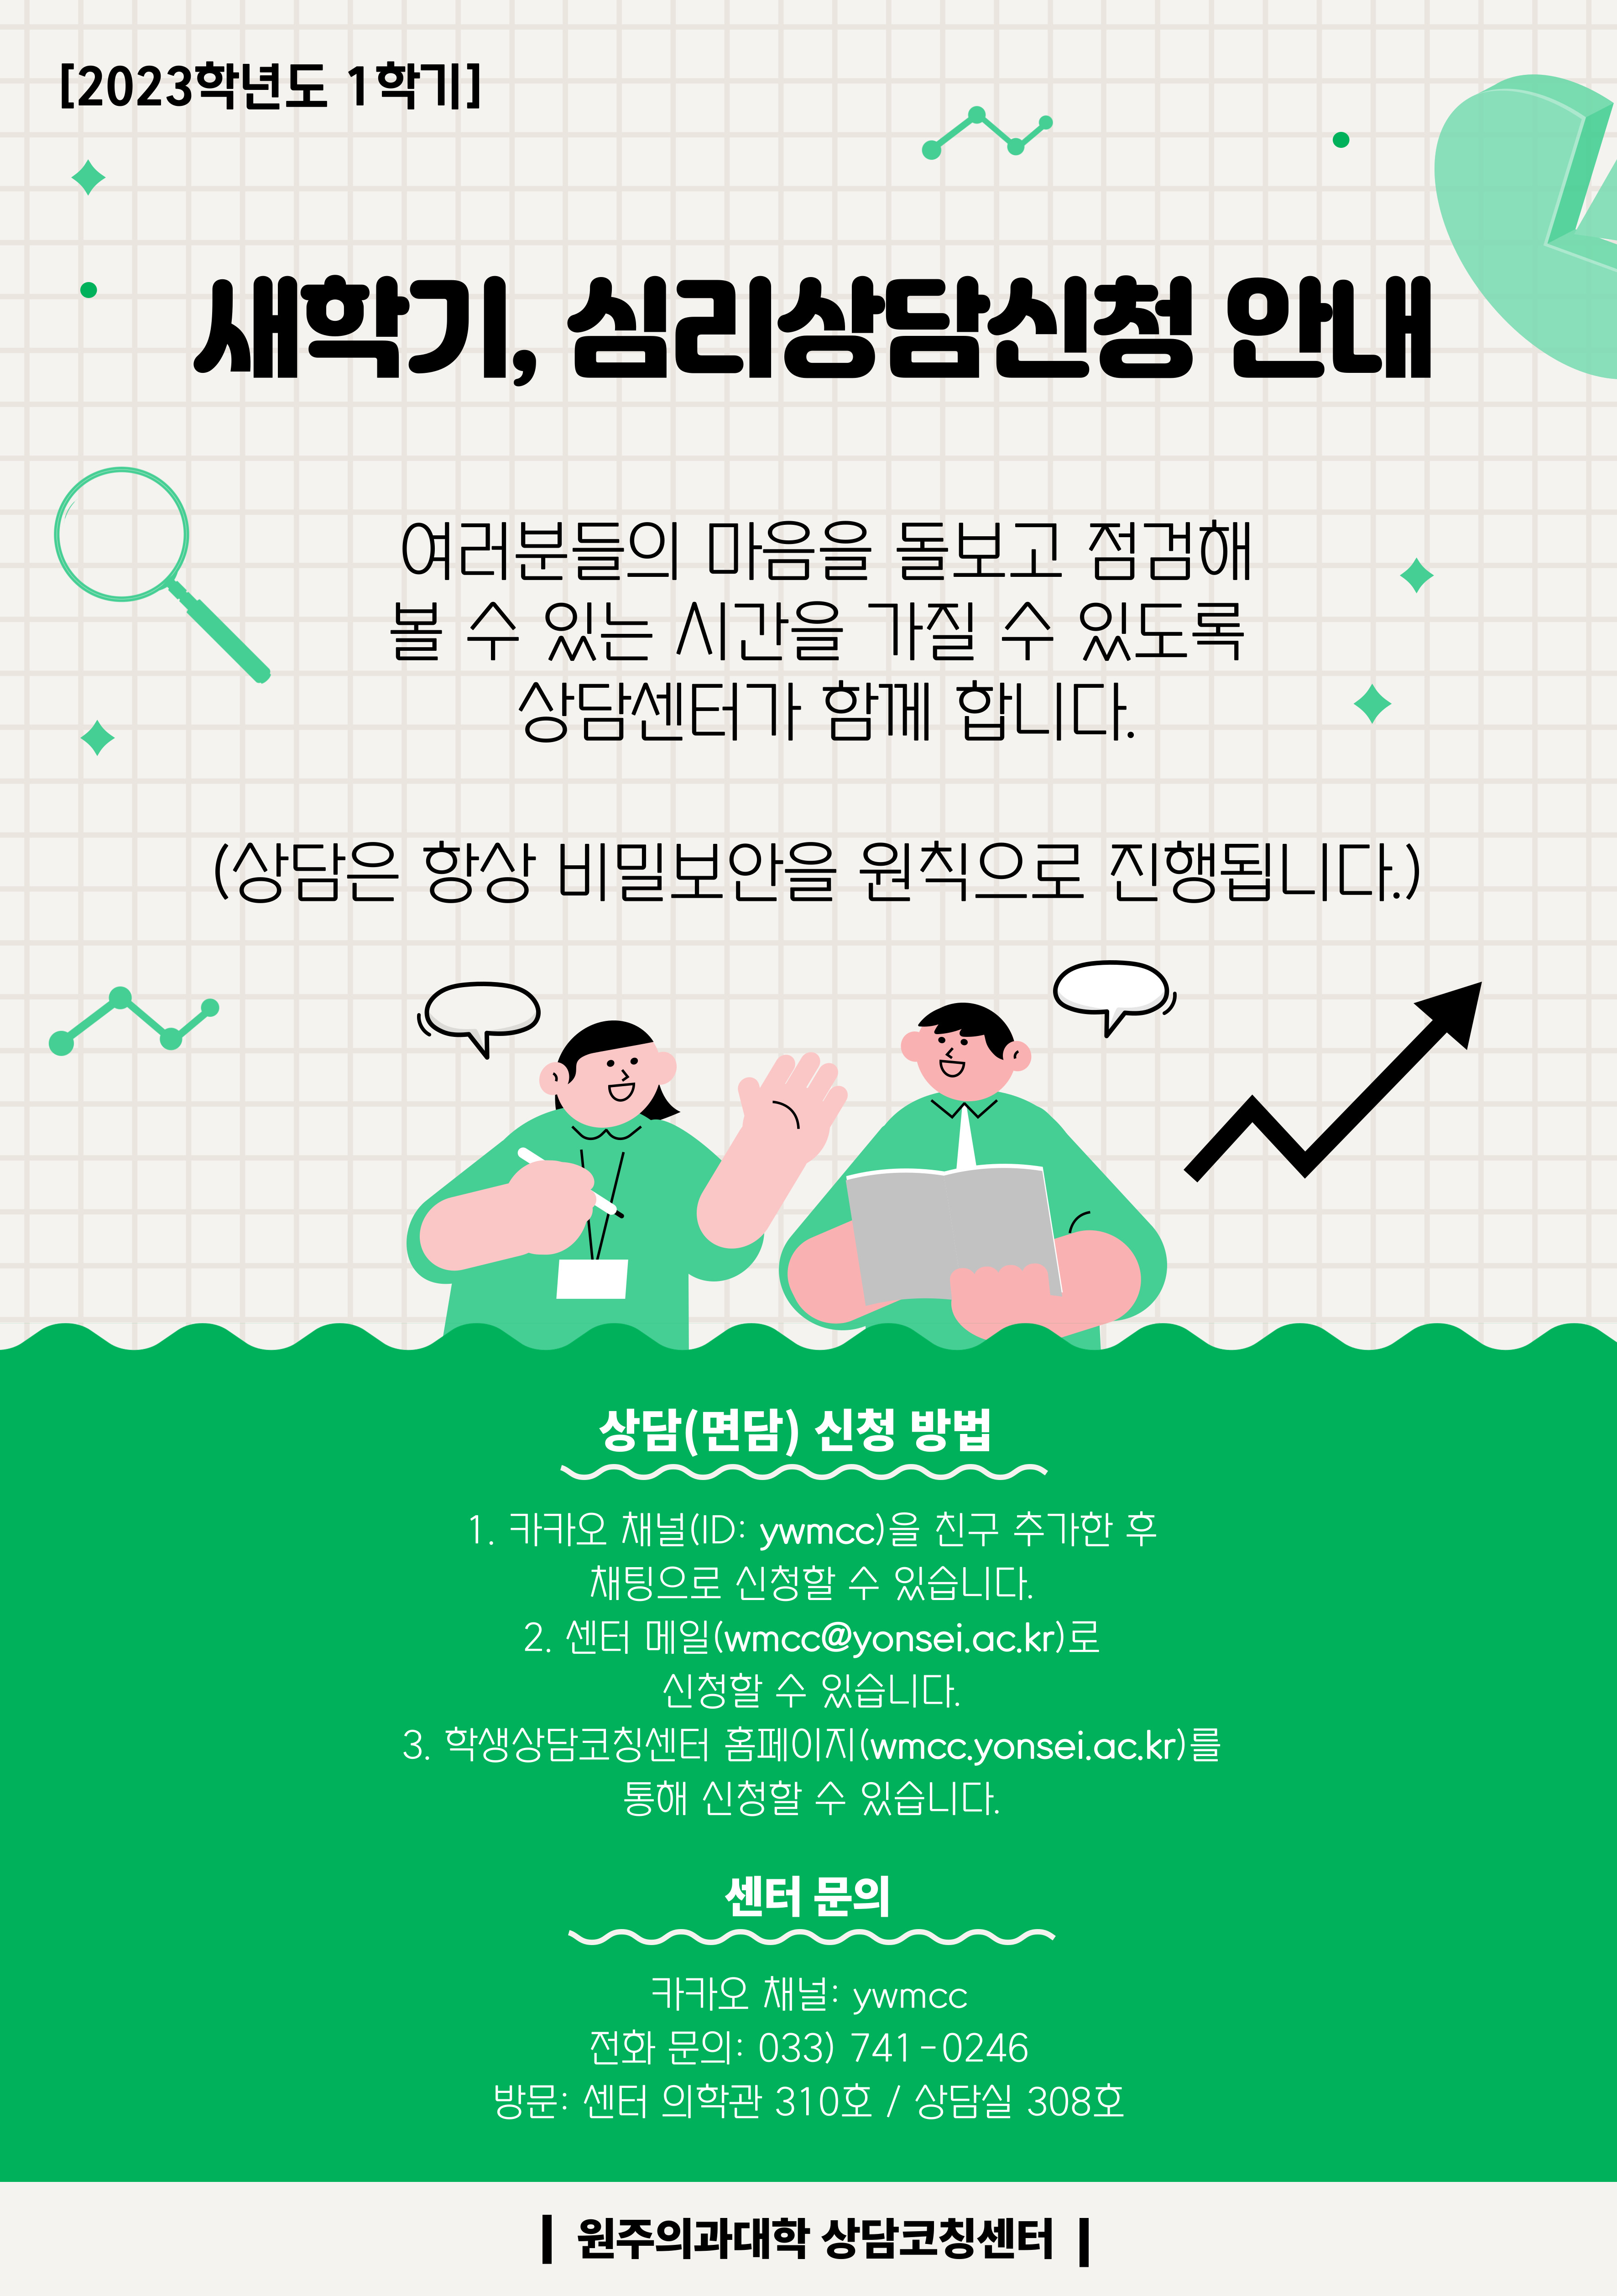 [2023학년도 1학기]
새학기, 심리상담신청 안내
여러분들의 마음을 돌보고 점검해
볼 수 있는 시간을 가질 수 있도록
상담센터가 함께 합니다.
(상담은 항상 비밀보안을 원칙으로 진행됩니다.)
상담(면담) 신청 방법
1. 카카오 채널(ID: ywmcc)을 친구 추가한 후
채팅으로 신청할 수 있습니다.
2. 센터 메일(wmcc@yonsei.ac.kr)로
신청할 수 있습니다.
3. 학생상담코칭센터 홈페이지(wmcc.yonsei.ac.kr)를
통해 신청할 수 있습니다.
센터 문의
카카오 채널: ywmcc
전화 문의: 033) 741-0246
방문: 센터 의학관 310호 / 상담실 308호
| 원주의과대학 상담코칭센터 |